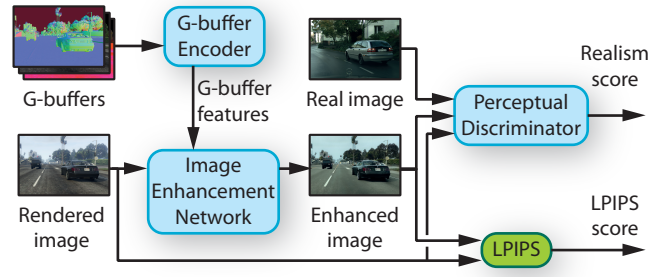 G-buffer
Encoder
G-buffers
G-buffer
features
Real image
Perceptual
Discriminator
Realism
score
Rendered
image
Image
Enhancement
Network
Enhanced
image
LPIPS
LPIPS
score